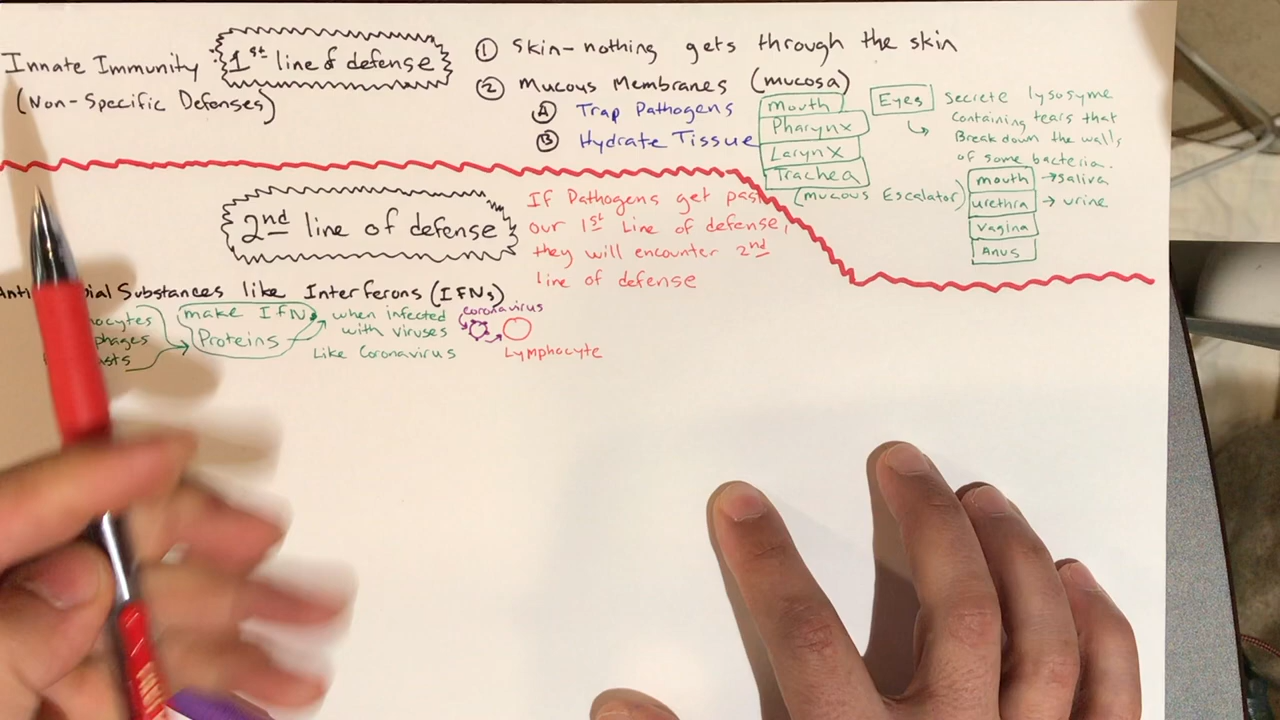 Innate Immunity :
(Non-Specific Defenses)
1st line of defense
① Skin- nothing gets through the skin
② Mucous Membranes (mucosa)
Ⓐ Trap Pathogens
Ⓑ Hydrate Tissue
mouth
Pharynx
Larynx
Trachea
(mucous Escalator)
Eyes
Secrete lysosyme
containing tears that
Break down the walls
of some bacteria.
mouth → saliva
urethra → urine
vagina
Anus
2nd line of defense
If Pathogens get past
our 1st Line of defense,
they will encounter 2nd
line of defense
Substances like Interferons (IFNs)
make IFN
Proteins
when infected
with viruses
Like Coronavirus
coronavirus
Lymphocyte